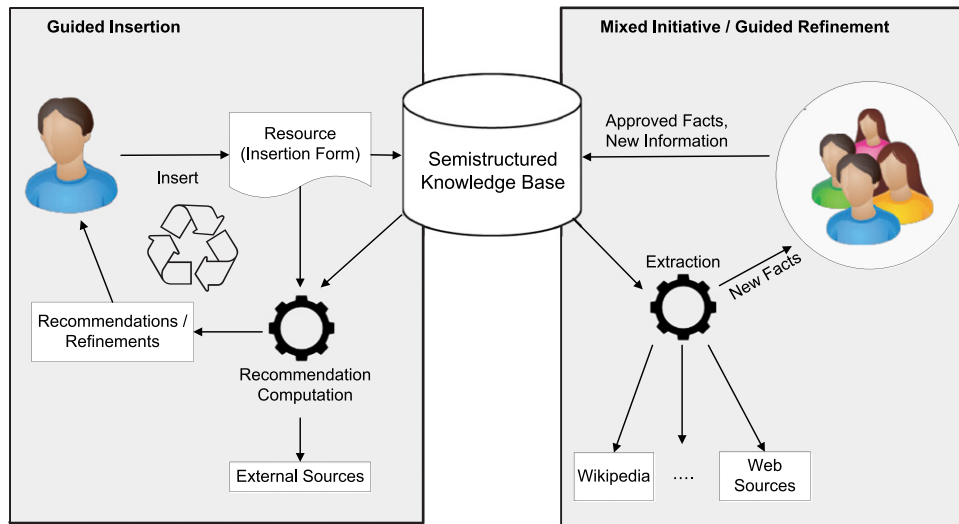 Guided Insertion
Resource
(Insertion Form)
Insert
Recommendations /
Refinements
Recommendation
Computation
External Sources
Semistructured
Knowledge Base
Mixed Initiative / Guided Refinement
Approved Facts,
New Information
Extraction
New Facts
Wikipedia
....
Web
Sources